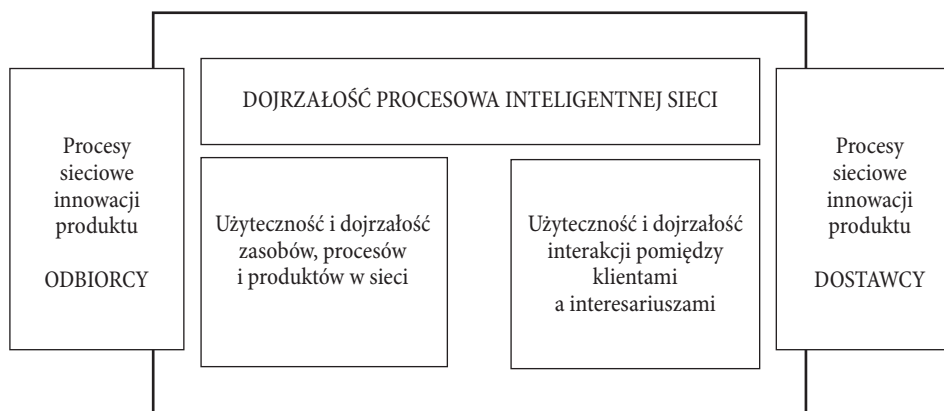 DOJRZAŁOŚĆ PROCESOWA INTELIGENTNEJ SIECI
Procesy
sieciowe
innowacji
produktu
ODBIORCY
Użyteczność i dojrzałość
zasobów, procesów
i produktów w sieci
Użyteczność i dojrzałość
interakcji pomiędzy
klientami
a interesariuszami
Procesy
sieciowe
innowacji
produktu
DOSTAWCY